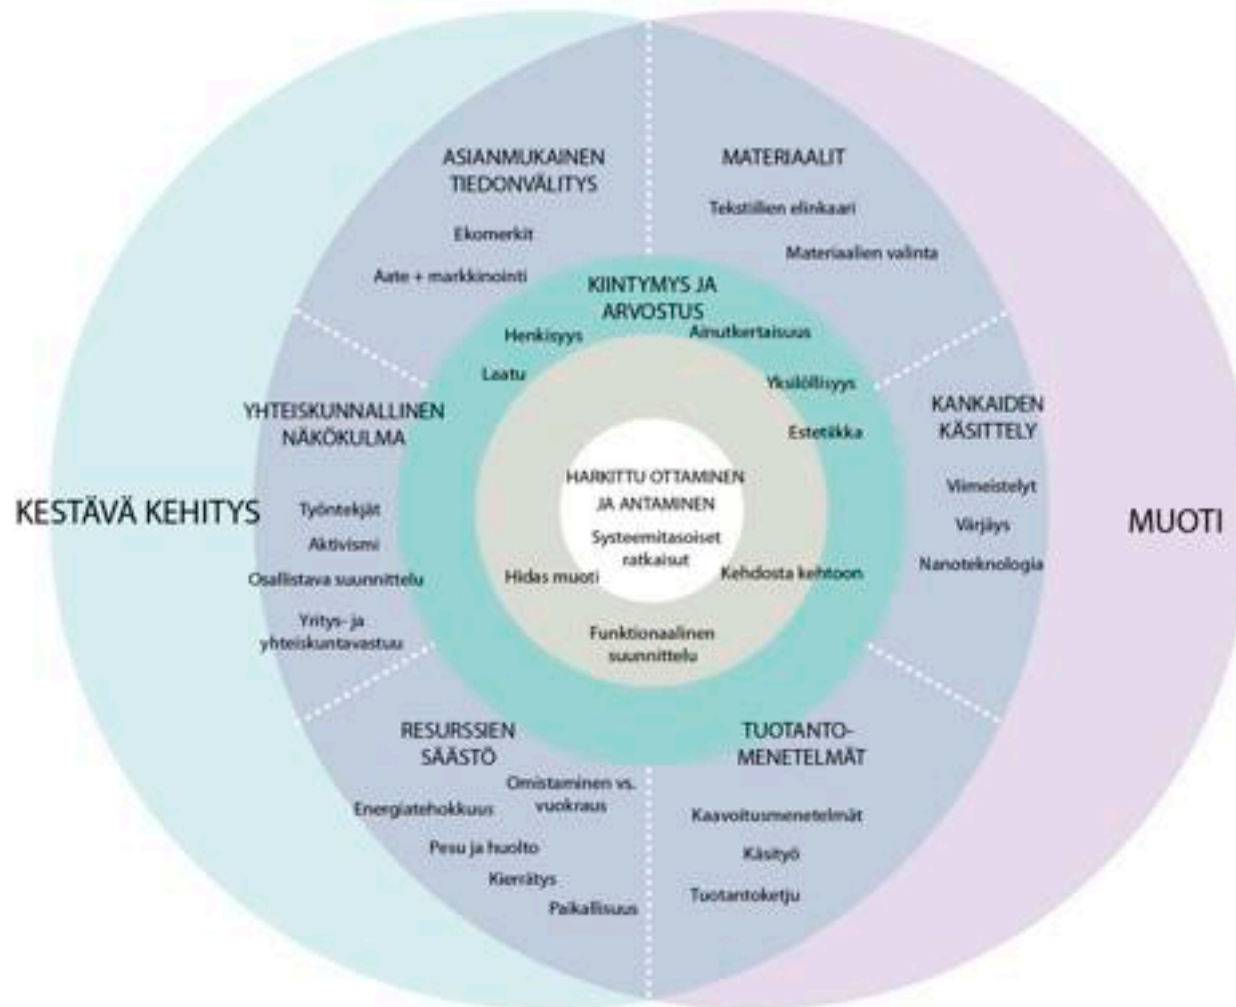 ASIANMUKAINEN
TIEDONVÄLITYS
Ekomerkit
Aate + markkinointi
MATERIAALIT
Tekstiilien elinkaari
Materiaalien valinta
KIINTYMYS JA
ARVOSTUS
Henkisyys
Ainutkertaisuus
Laatu
Yksilöllisyys
Estetiikka
YHTEISKUNNALLINEN
NÄKÖKULMA
Työntekjät
Aktivismi
Osallistava suunnittelu
Yritys- ja
yhteiskuntavastuu
KANKAIDEN
KÄSITTELY
Viimeistelyt
Värjäys
Nanoteknologia
KESTÄVÄ KEHITYS
MUOTI
HARKITTU OTTAMINEN
JA ANTAMINEN
Systeemitasoiset
ratkaisut
Hidas muoti
Kehdosta kehtoon
Funktionaalinen
suunnittelu
RESURSSIEN
SÄÄSTÖ
Omistaminen vs.
vuokraus
Energiatehokkuus
Pesu ja huolto
Kierrätys
Paikallisuus
TUOTANTO-
MENETELMÄT
Kaavoitusmenetelmät
Käsityö
Tuotantoketju